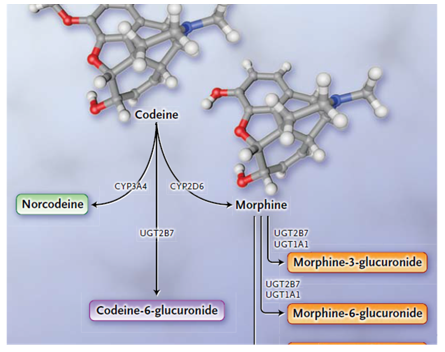 Codeine
CYP3A4
CYP2D6
Norcodeine
Morphine
UGT2B7
UGT2B7
UGT1A1
Morphine-3-glucuronide
UGT2B7
UGT1A1
Codeine-6-glucuronide
Morphine-6-glucuronide